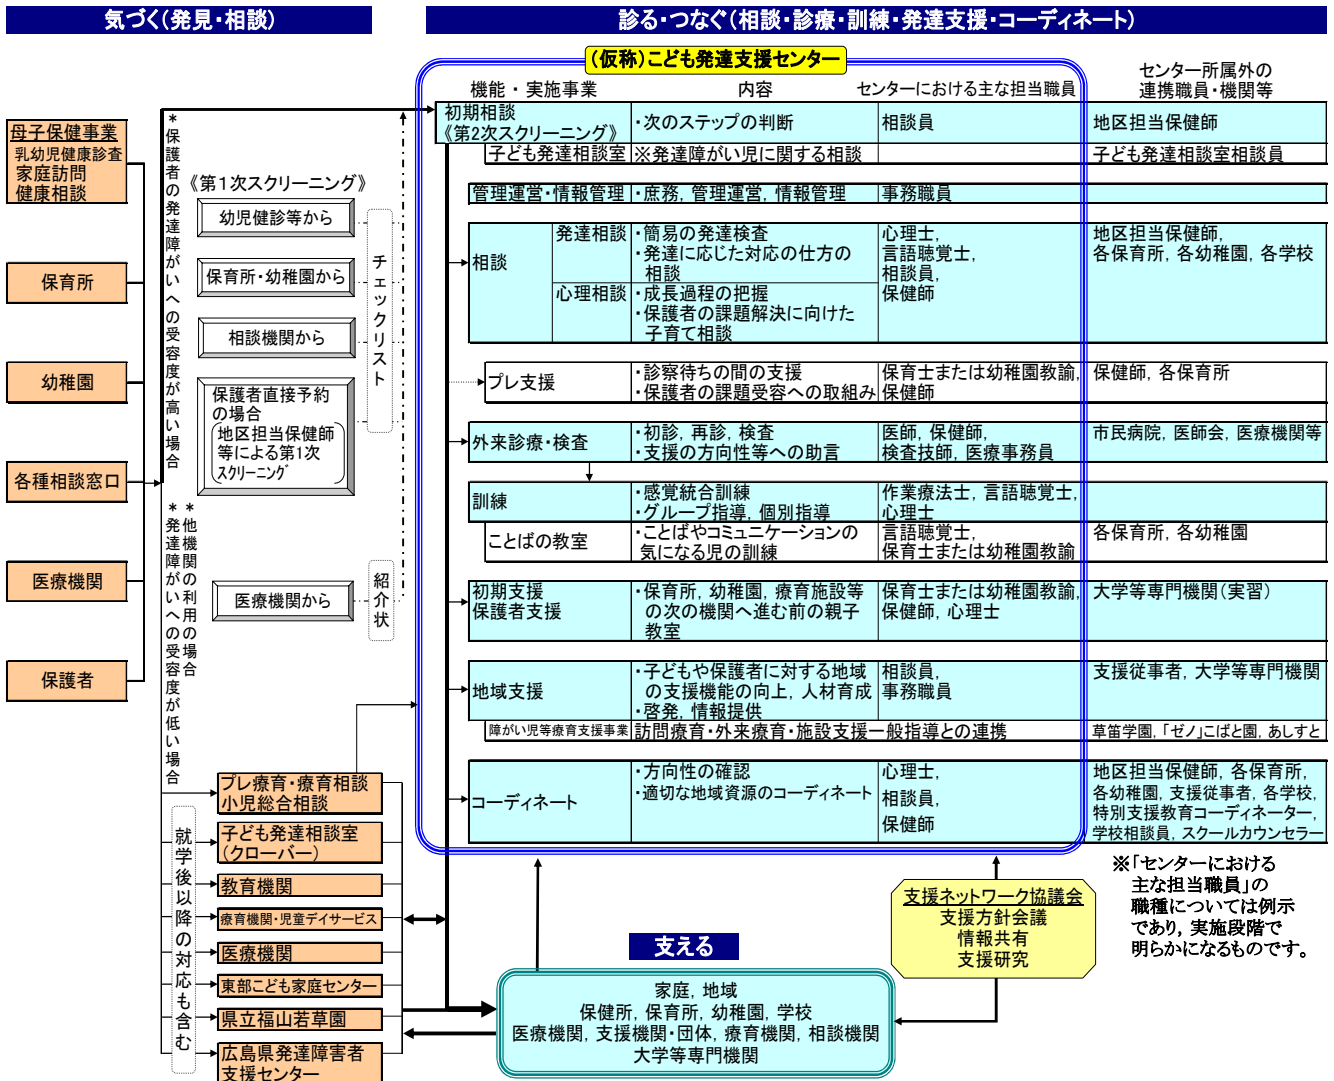 気づく(発見・相談)
診る・つなぐ(相談・診療・訓練・発達支援・コーディネート)
(仮称)こども発達支援センター
機能・実施事業
内容
センターにおける主な担当職員
センター所属外の
連携職員・機関等
母子保健事業
乳幼児健康診査
家庭訪問
健康相談
保育所
幼稚園
各種相談窓口
医療機関
保護者
*保護者の発達障がいへの受容度が高い場合
*他機関の利用の場合
*発達障がいへの受容度が低い場合
《第1次スクリーニング》
幼児健診等から
保育所・幼稚園から
相談機関から
保護者直接予約
の場合
地区担当保健師
等による第1次
スクリーニング
チェックリスト
医療機関から
紹介状
初期相談
《第2次スクリーニング》
・次のステップの判断
相談員
地区担当保健師
子ども発達相談室
※発達障がい児に関する相談
子ども発達相談室相談員
管理運営・情報管理
・庶務,管理運営,情報管理
事務職員
相談
発達相談
・簡易の発達検査
・発達に応じた対応の仕方の
相談
心理相談
・成長過程の把握
・保護者の課題解決に向けた
子育て相談
心理士,
言語聴覚士,
相談員,
保健師
地区担当保健師,
各保育所,各幼稚園,各学校
プレ支援
・診察待ちの間の支援
・保護者の課題受容への取組み
保育士または幼稚園教諭,
保健師
保健師,各保育所
外来診療・検査
・初診,再診,検査
・支援の方向性等への助言
医師,保健師,
検査技師,医療事務員
市民病院,医師会,医療機関等
訓練
・感覚統合訓練
・グループ指導,個別指導
作業療法士,言語聴覚士,
心理士
ことばの教室
・ことばやコミュニケーションの
気になる児の訓練
言語聴覚士,
保育士または幼稚園教諭
各保育所,各幼稚園
初期支援
保護者支援
・保育所,幼稚園,療育施設等
の次の機関へ進む前の親子
教室
保育士または幼稚園教諭,
保健師,心理士
大学等専門機関(実習)
地域支援
・子どもや保護者に対する地域
の支援機能の向上,人材育成
・啓発,情報提供
相談員,
事務職員
支援従事者,大学等専門機関
障がい児等療育支援事業
訪問療育・外来療育・施設支援一般指導との連携
草笛学園,「ゼノ」こばと園,あしすと
コーディネート
・方向性の確認
・適切な地域資源のコーディネート
心理士,
相談員,
保健師
地区担当保健師,各保育所,
各幼稚園,支援従事者,各学校,
特別支援教育コーディネーター,
学校相談員,スクールカウンセラー
就学後以降の対応も含む
プレ療育・療育相談
小児総合相談
子ども発達相談室
(クローバー)
教育機関
療育機関・児童デイサービス
医療機関
東部こども家庭センター
県立福山若草園
広島県発達障害者
支援センター
支える
家庭,地域
保健所,保育所,幼稚園,学校
医療機関,支援機関・団体,療育機関,相談機関
大学等専門機関
支援ネットワーク協議会
支援方針会議
情報共有
支援研究
※「センターにおける
主な担当職員」の
職種については例示
であり,実施段階で
明らかになるものです。